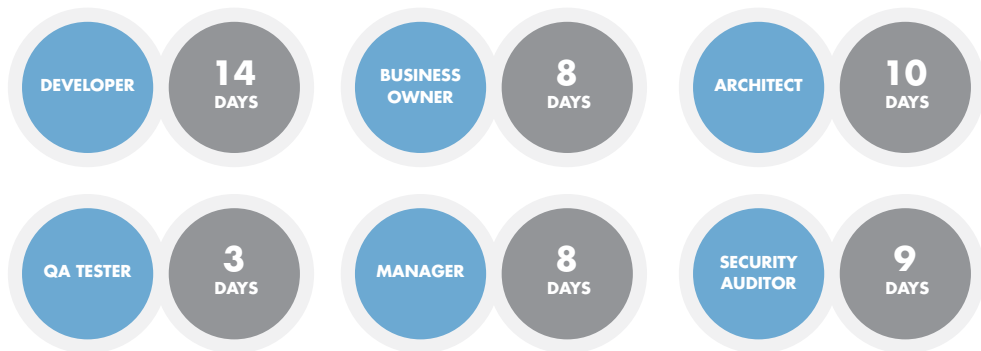 DEVELOPER
14
DAYS
BUSINESS
OWNER
8
DAYS
ARCHITECT
10
DAYS
QA TESTER
3
DAYS
MANAGER
8
DAYS
SECURITY
AUDITOR
9
DAYS